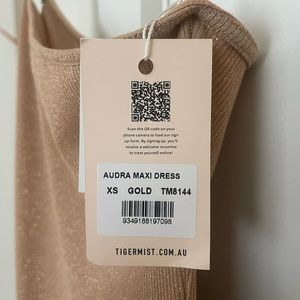 Scan the QR code on your
phone camera to load our sign
up form. By signing up, you'll
receive a welcome incentive
to treat yourself online!
AUDRA MAXI DRESS
XS GOLD TM8144
9349188197098
TIGERMIST.COM.AU